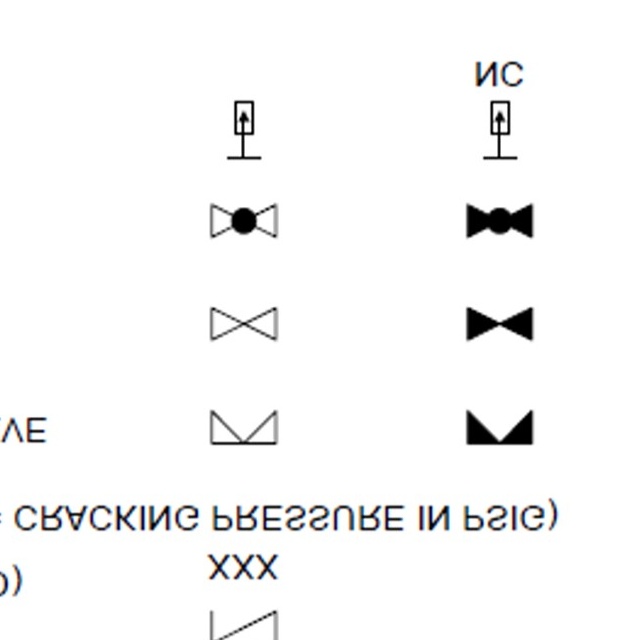 NC
VE
= CRACKING PRESSURE IN PSIG)
XXX